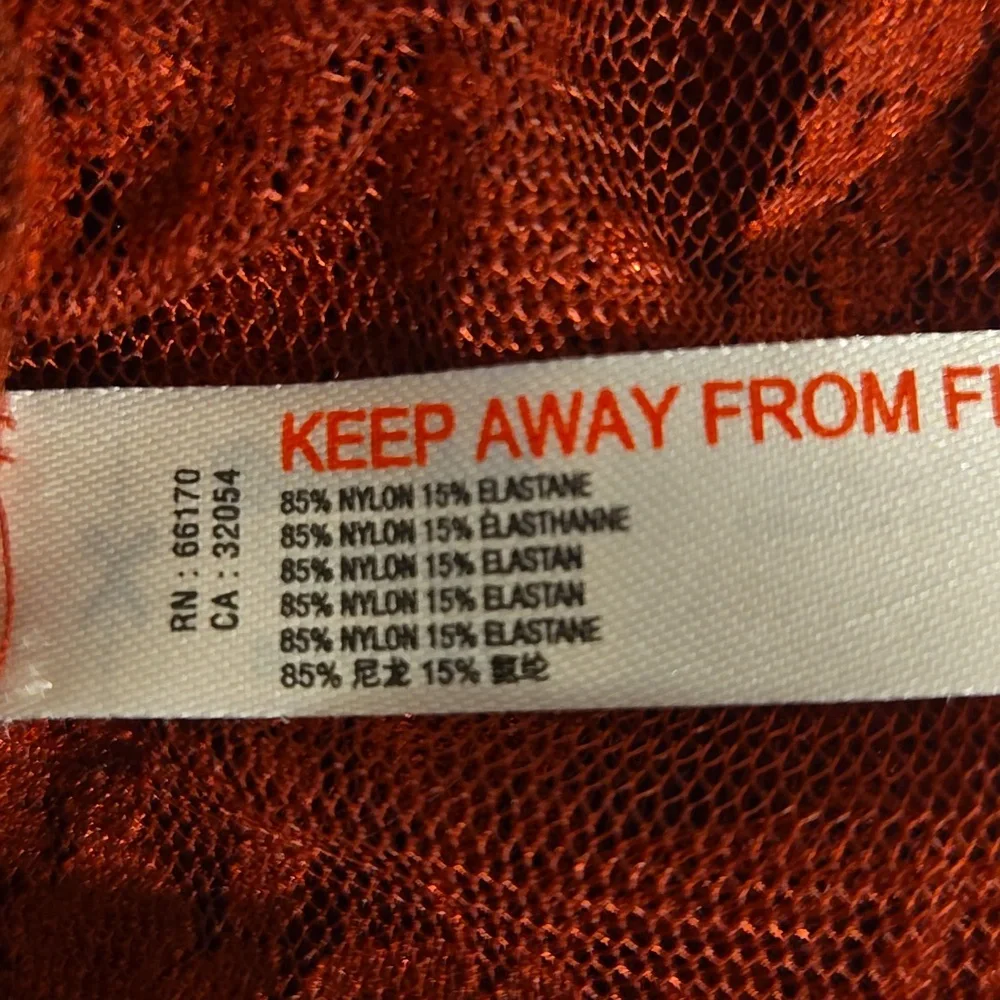 RN : 66170
CA : 32054
KEEP AWAY FROM
85% NYLON 15% ELASTANE
85% NYLON 15% ÉLASTHANNE
85% NYLON 15% ELASTAN
85% NYLON 15% ELASTAN
85% NYLON 15% ELASTANE
85% 尼龙 15% 氨纶